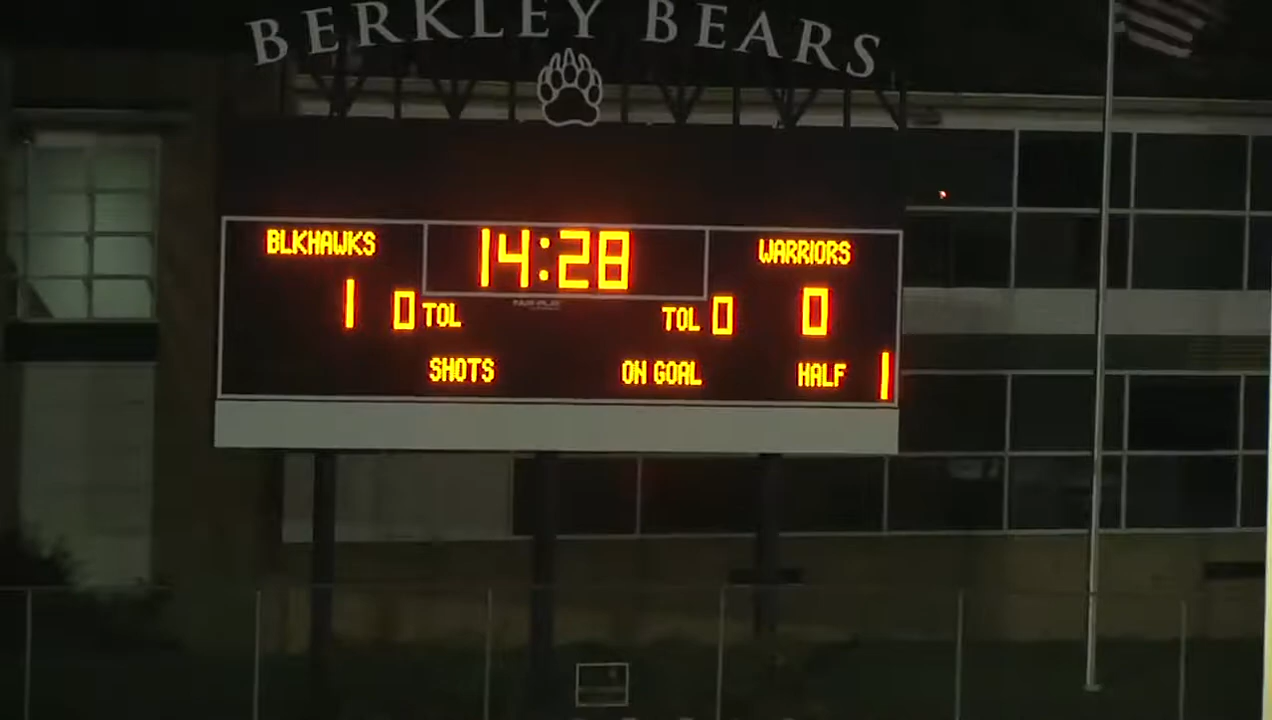 BERKLEY BEARS
BLKHAWKS 14:28 WARRIORS
1 0 TOL TOL 0 0
SHOTS ON GOAL HALF 1